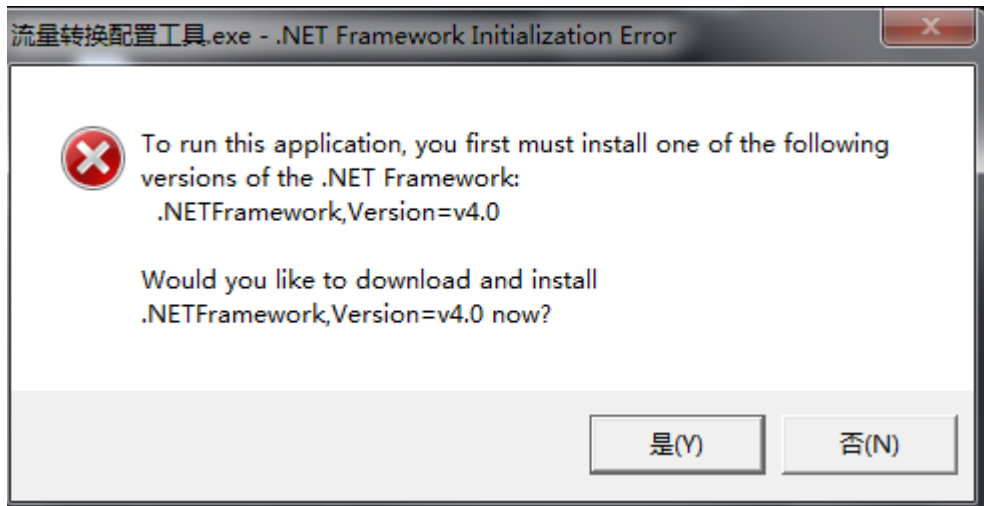 流量转换配置工具.exe - .NET Framework Initialization Error
To run this application, you first must install one of the following
versions of the .NET Framework:
.NETFramework,Version=v4.0
Would you like to download and install
.NETFramework,Version=v4.0 now?
是(Y) 否(N)